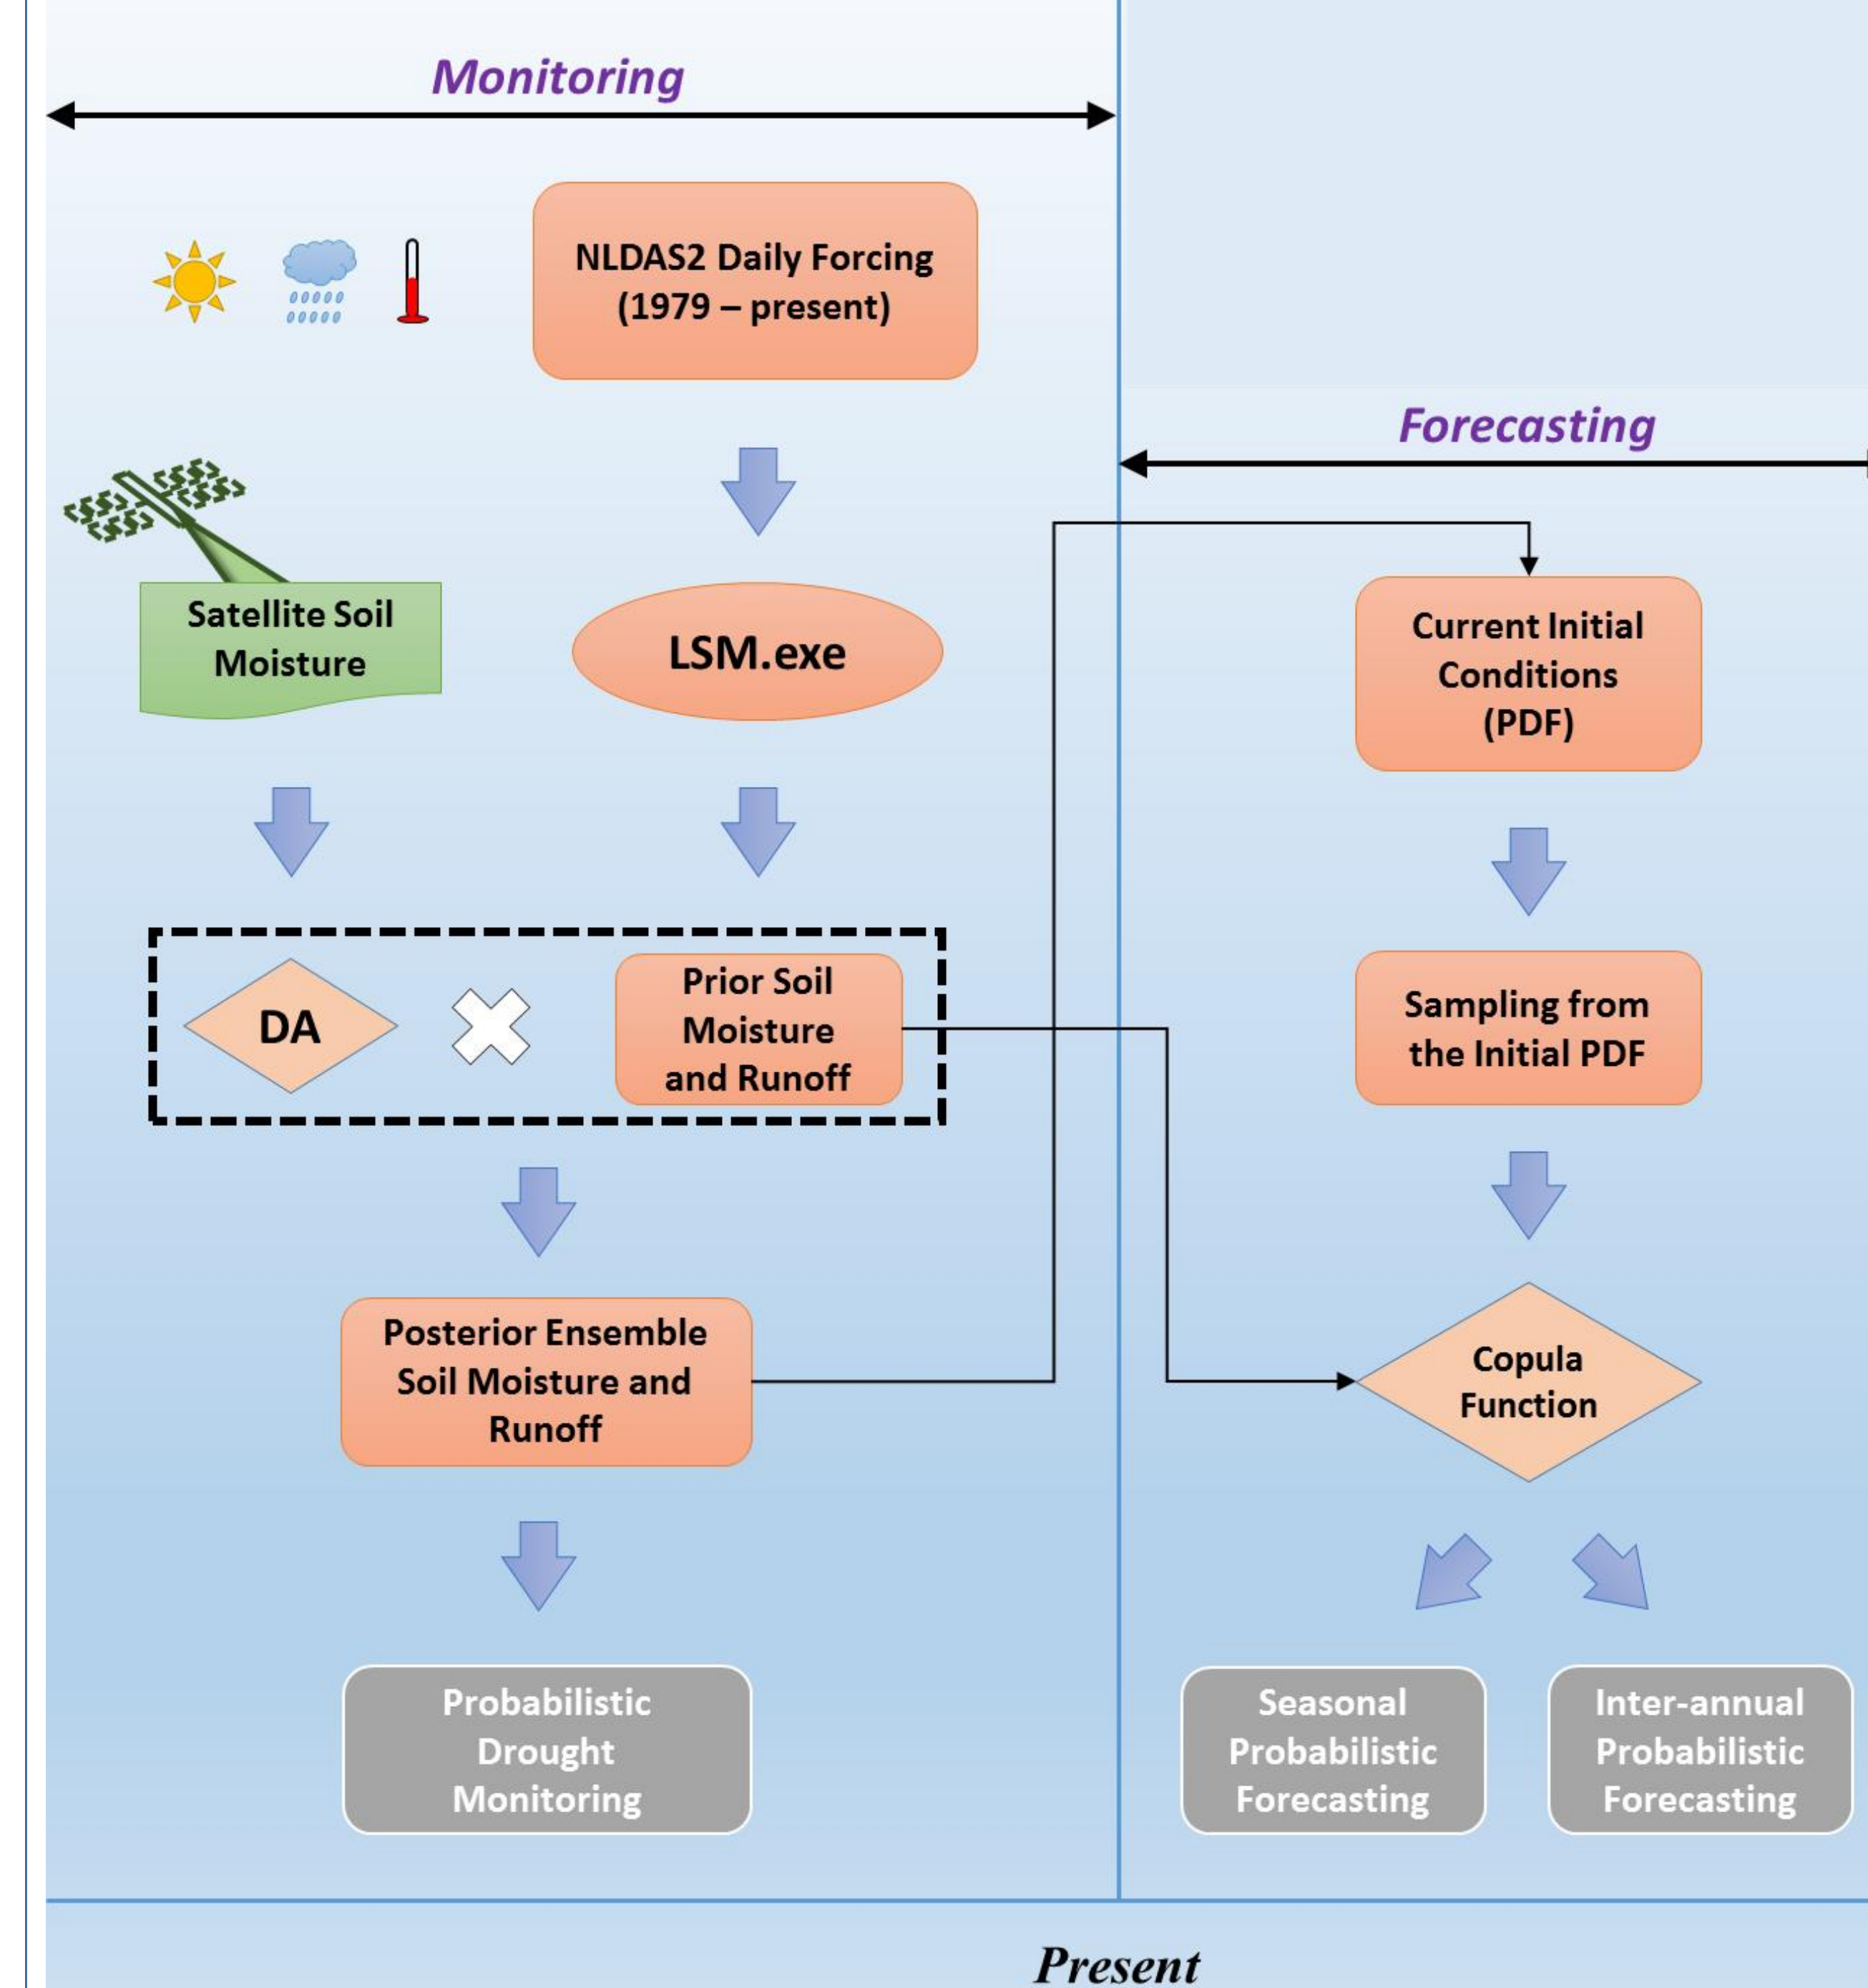 Monitoring
NLDAS2 Daily Forcing
(1979 – present)
Forecasting
Satellite Soil
Moisture
LSM.exe
Current Initial
Conditions
(PDF)
DA
Prior Soil
Moisture
and Runoff
Sampling from
the Initial PDF
Posterior Ensemble
Soil Moisture and
Runoff
Copula
Function
Probabilistic
Drought
Monitoring
Seasonal
Probabilistic
Forecasting
Inter-annual
Probabilistic
Forecasting
Present